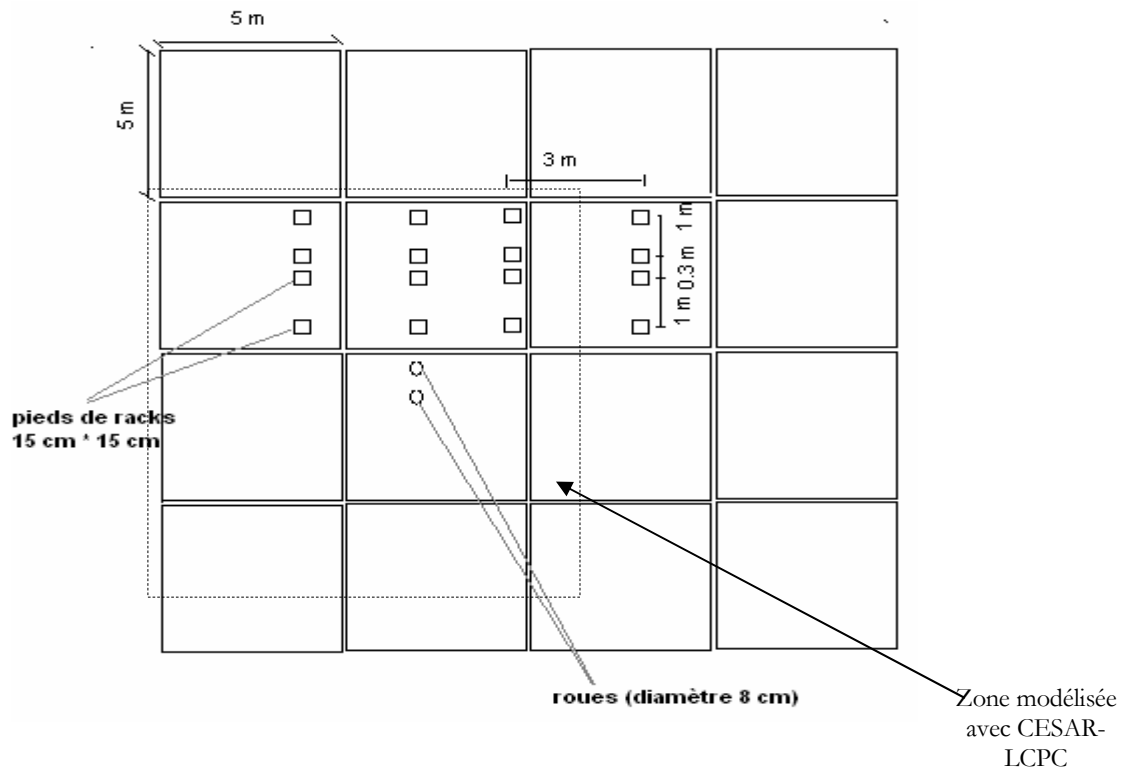 5 m
5 m
3 m
1 m
0.3 m
1 m
pieds de racks
15 cm * 15 cm
roues (diamètre 8 cm)
Zone modélisée
avec CESAR-
LCPC